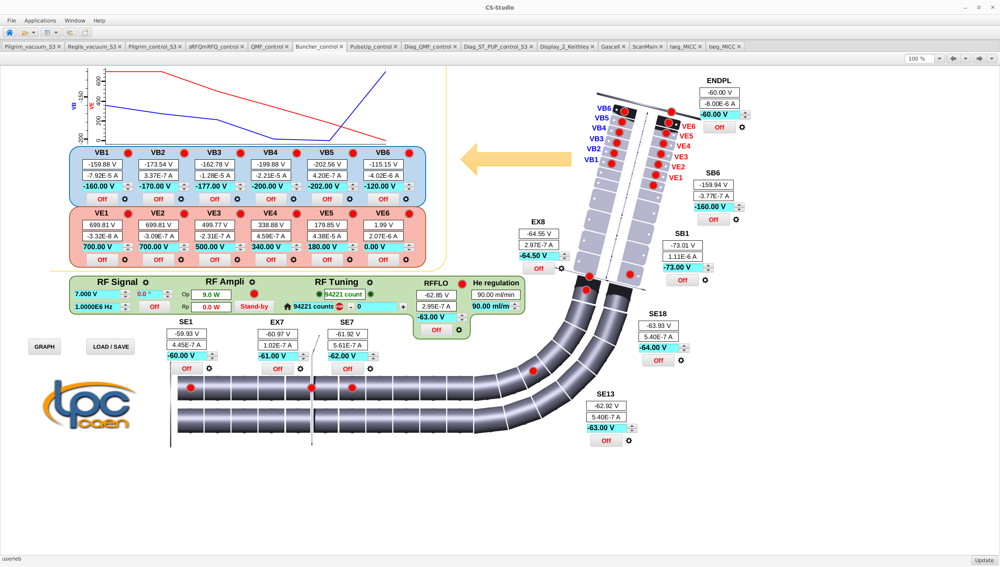 CS-Studio
File Applications Window Help
Pilgrim_vacuum_S3 Reglis_vacuum_S3 Pilgrim_control_S3 sRFQmRFQ_control QMF_control Buncher_control PulseUp_control Diag_QMF_control Diag_ST_PUP_control_S3 Display_2_Keithley Gascell ScanMain Iseg_MICC Iseg_MICC
100 %
VB
-150
-200
VE
600
400
200
0
VB1 VB2 VB3 VB4 VB5 VB6
-159.88 V -173.54 V -162.78 V -199.88 V -202.56 V -115.15 V
-7.92E-5 A 3.37E-7 A -1.28E-5 A -2.21E-5 A 4.20E-7 A -4.02E-6 A
-160.00 V -170.00 V -177.00 V -200.00 V -202.00 V -120.00 V
Off Off Off Off Off Off
VE1 VE2 VE3 VE4 VE5 VE6
699.81 V 699.81 V 499.77 V 338.88 V 179.85 V 1.99 V
-3.32E-8 A -3.09E-7 A -2.31E-7 A 4.59E-7 A 4.38E-5 A 2.07E-6 A
700.00 V 700.00 V 500.00 V 340.00 V 180.00 V 0.00 V
Off Off Off Off Off Off
RF Signal RF Ampli RF Tuning
7.000 V 0.0 ° Op 9.0 W 94221 count
1.0000E6 Hz Off Rp 0.0 W Stand-by 94221 counts STOP - 0 +
RFFLO
-62.85 V
2.95E-7 A
-63.00 V
Off
He regulation
90.00 ml/min
90.00 ml/m
SE1
-59.93 V
4.45E-7 A
-60.00 V
Off
EX7
-60.97 V
1.02E-7 A
-61.00 V
Off
SE7
-61.92 V
5.61E-7 A
-62.00 V
Off
GRAPH LOAD / SAVE
lpc
caen
ENDPL
-60.00 V
-8.00E-6 A
-60.00 V
Off
VB6
VB5
VB4
VB3
VB2
VB1
VE6
VE5
VE4
VE3
VE2
VE1
SB6
-159.94 V
-3.77E-7 A
-160.00 V
Off
EX8
-64.55 V
2.97E-7 A
-64.50 V
Off
SB1
-73.01 V
1.11E-6 A
-73.00 V
Off
SE18
-63.93 V
5.40E-7 A
-64.00 V
Off
SE13
-62.92 V
5.40E-7 A
-63.00 V
Off
userleb
Update